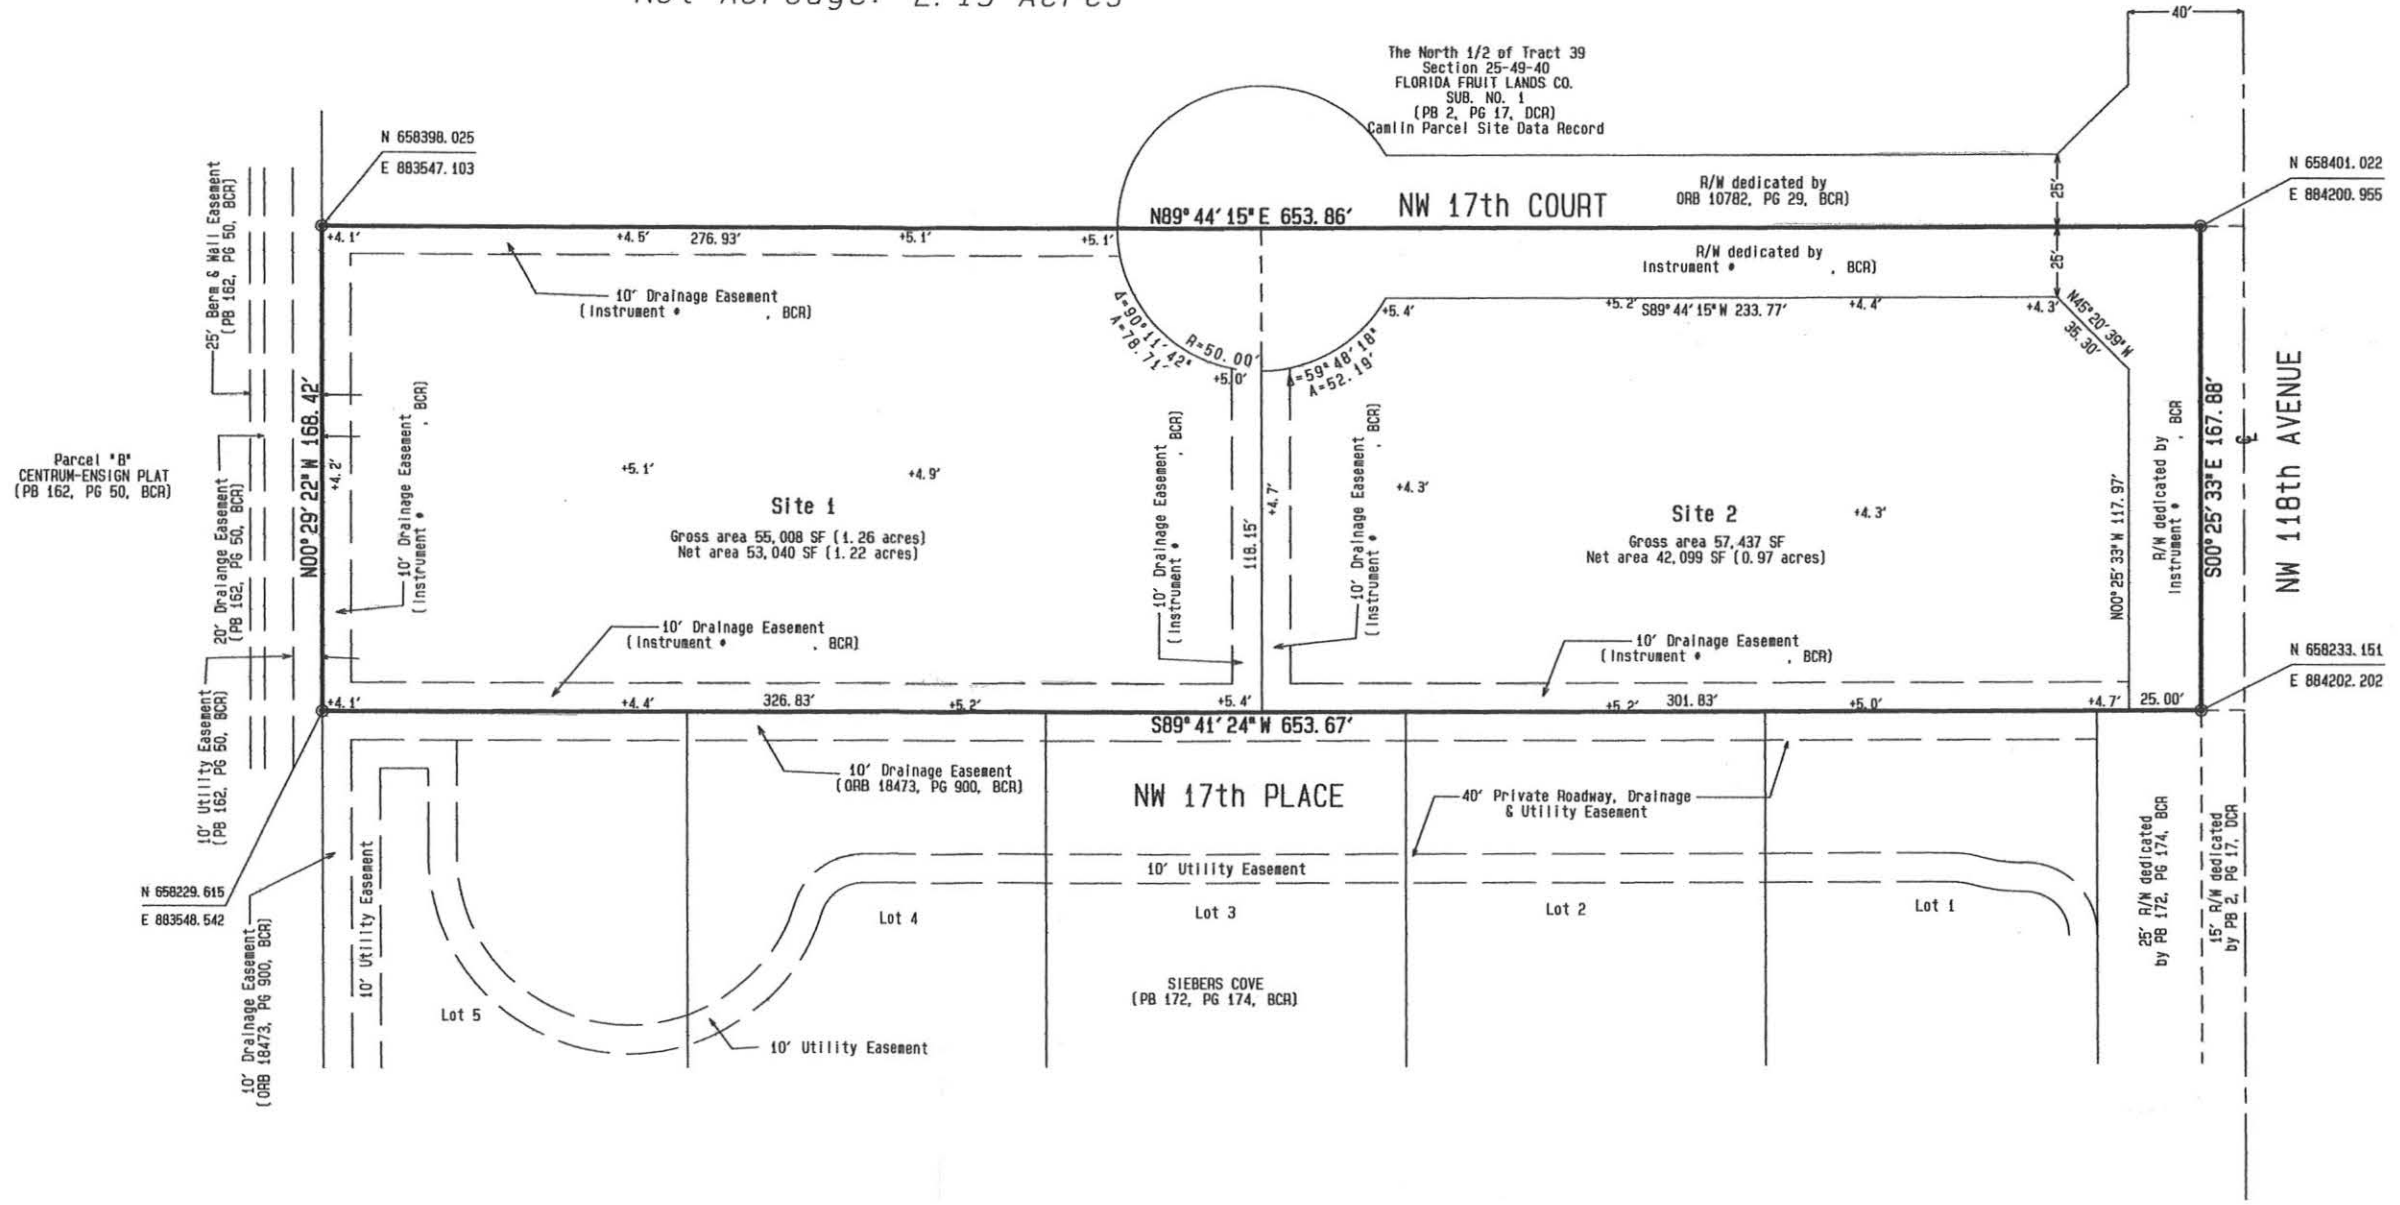 40'
The North 1/2 of Tract 39
Section 25-49-40
FLORIDA FRUIT LANDS CO.
SUB. NO. 1
(PB 2, PG 17, DCR)
Camlin Parcel Site Data Record
N 658398.025
E 883547.103
N 658401.022
E 884200.955
R/W dedicated by
ORB 10782, PG 29, BCR)
25'
NW 17th COURT
N89°44'15"E 653.86'
+4.1'
+4.5'
276.93'
+5.1'
+5.1'
R/W dedicated by
Instrument # , BCR)
25'
10' Drainage Easement
(Instrument # , BCR)
25' Berm & Wall Easement
(PB 162, PG 50, BCR)
Δ=90°11'42"
A=78.71'
R=50.00'
+5.0'
Δ=59°48'18"
A=52.19'
+5.4'
+5.2'
S89°44'15"W 233.77'
+4.4'
+4.3'
N45°20'39"W
35.30'
N00°29'22"W 168.42'
+4.2'
10' Drainage Easement
(Instrument # , BCR)
Parcel "B"
CENTRUM-ENSIGN PLAT
(PB 162, PG 50, BCR)
20' Dralange Easement
(PB 162, PG 50, BCR)
+5.1'
+4.9'
Site 1
Gross area 55,008 SF (1.26 acres)
Net area 53,040 SF (1.22 acres)
10' Drainage Easement
(Instrument # , BCR)
118.15'
+4.7'
10' Drainage Easement
(Instrument # , BCR)
+4.3'
Site 2
+4.3'
Gross area 57,437 SF
Net area 42,099 SF (0.97 acres)
N00°25'33"W 117.97'
R/W dedicated by
Instrument # , BCR
S00°25'33"E 167.88'
NW 118th AVENUE
10' Drainage Easement
(Instrument # , BCR)
10' Drainage Easement
(Instrument # , BCR)
N 658233.151
E 884202.202
+4.1'
+4.4'
326.83'
+5.2'
+5.4'
+5.2'
301.83'
+5.0'
+4.7'
25.00'
S89°41'24"W 653.67'
10' Utility Easement
(PB 162, PG 50, BCR)
10' Drainage Easement
(ORB 18473, PG 900, BCR)
NW 17th PLACE
40' Private Roadway, Drainage
& Utility Easement
N 658229.615
E 883548.542
10' Utility Easement
10' Utility Easement
Lot 4
Lot 3
Lot 2
Lot 1
25' R/W dedicated
by PB 172, PG 174, BCR
15' R/W dedicated
by PB 2, PG 17, DCR
10' Drainage Easement
(ORB 18473, PG 900, BCR)
Lot 5
SIEBERS COVE
(PB 172, PG 174, BCR)
10' Utility Easement